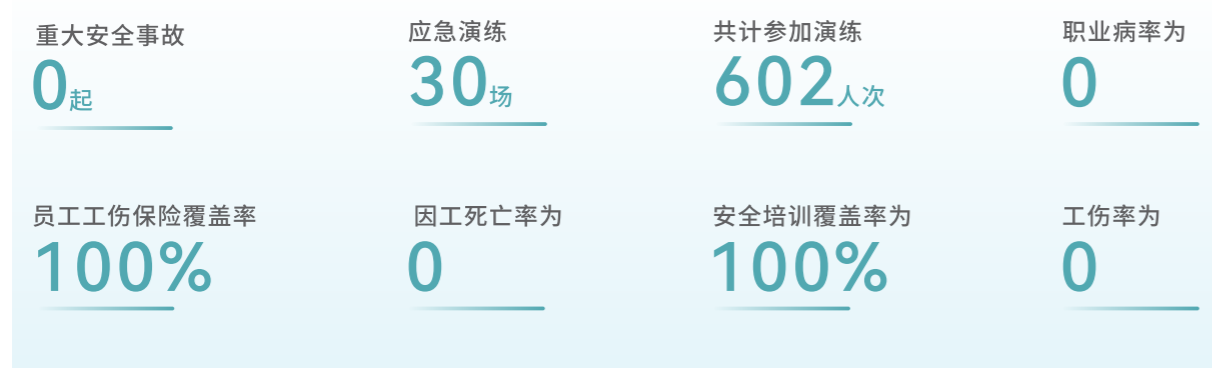 重大安全事故
0起
应急演练
30场
共计参加演练
602人次
职业病率为
0
员工工伤保险覆盖率
100%
因工死亡率为
0
安全培训覆盖率为
100%
工伤率为
0